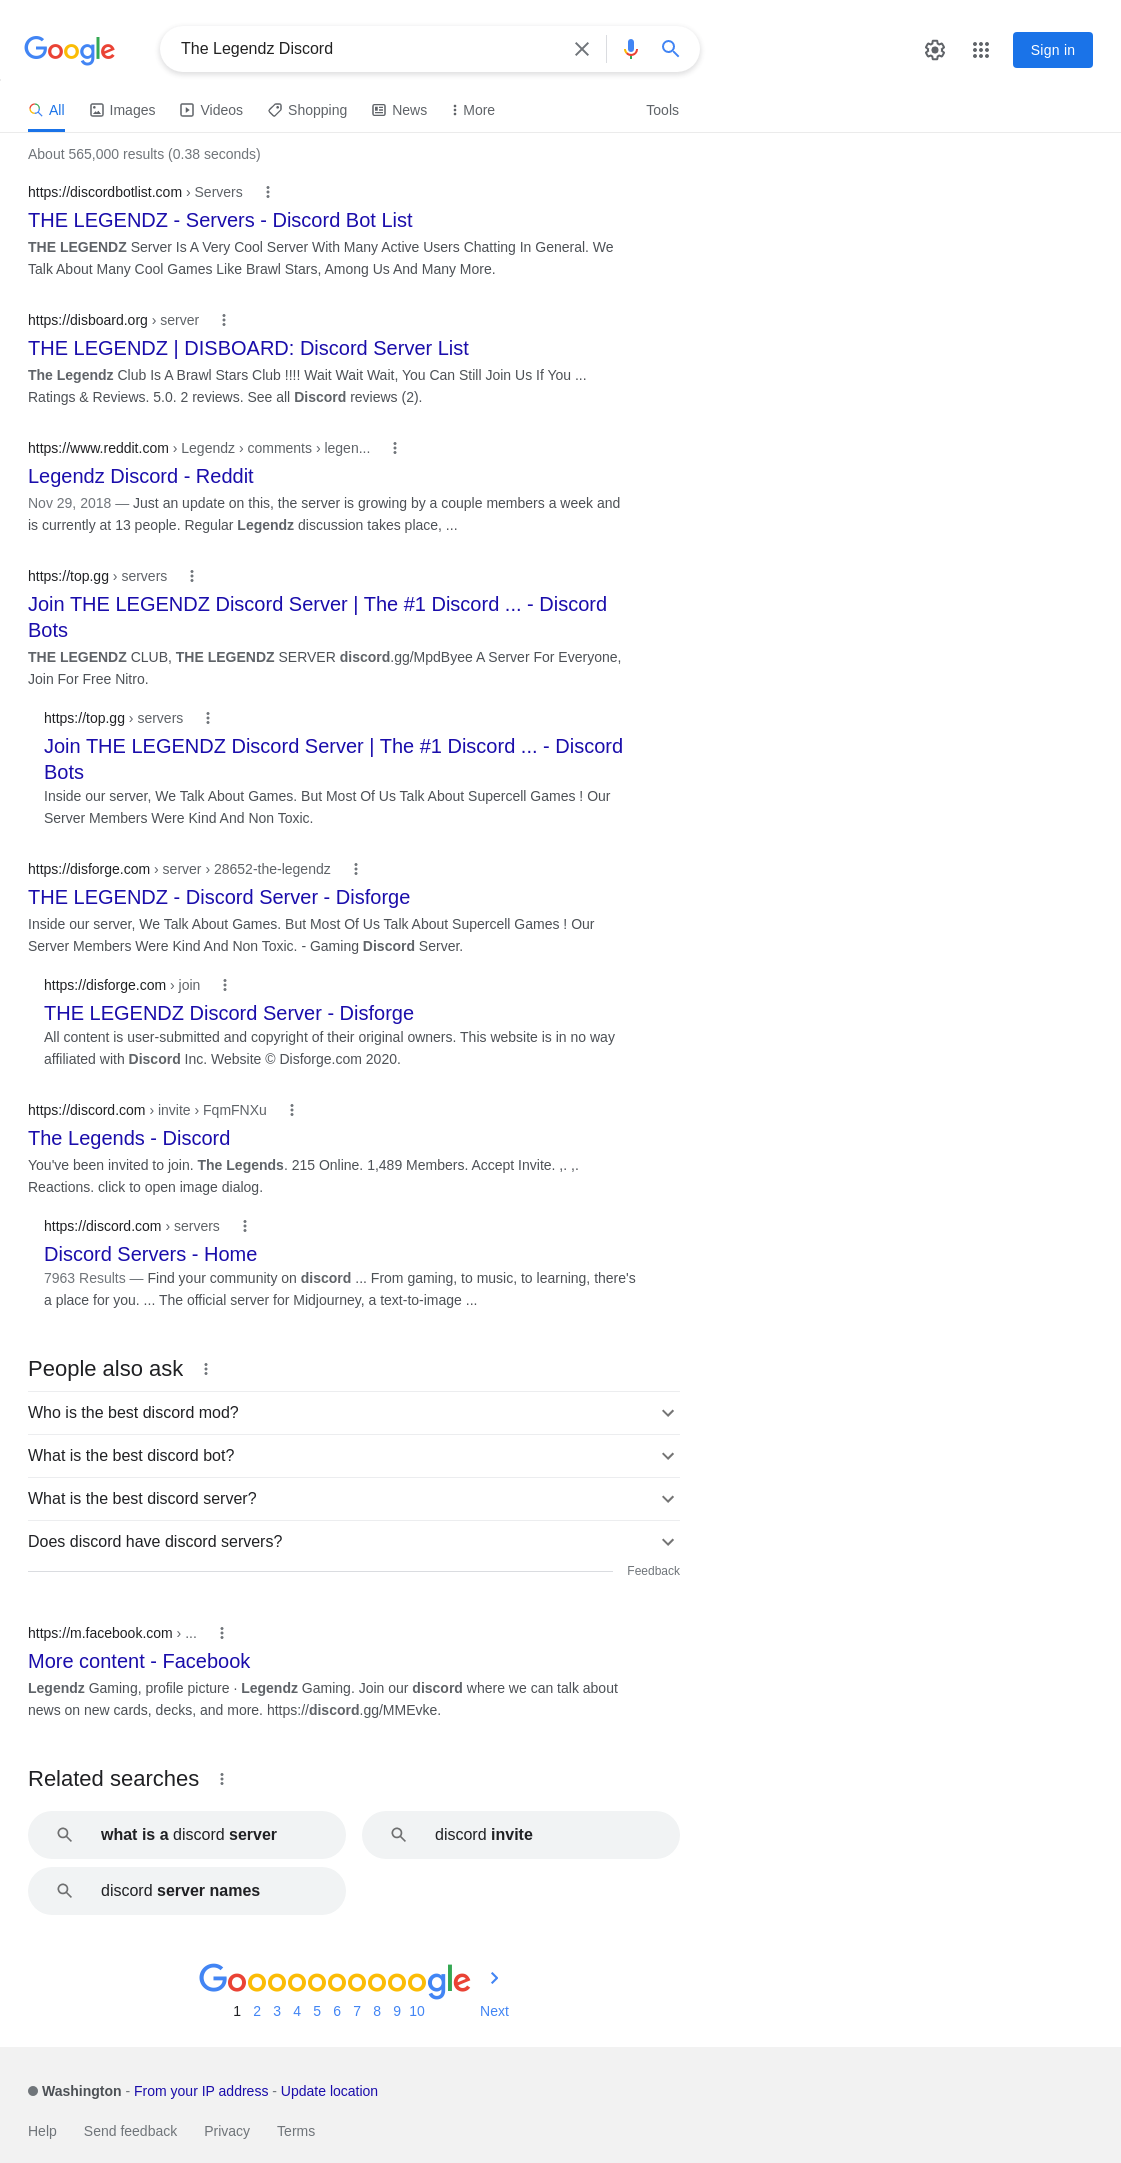 Google
The Legendz Discord
Sign in
All Images Videos Shopping News More Tools
About 565,000 results (0.38 seconds)
https://discordbotlist.com › Servers
THE LEGENDZ - Servers - Discord Bot List
THE LEGENDZ Server Is A Very Cool Server With Many Active Users Chatting In General. We
Talk About Many Cool Games Like Brawl Stars, Among Us And Many More.
https://disboard.org › server
THE LEGENDZ | DISBOARD: Discord Server List
The Legendz Club Is A Brawl Stars Club !!!! Wait Wait Wait, You Can Still Join Us If You ...
Ratings & Reviews. 5.0. 2 reviews. See all Discord reviews (2).
https://www.reddit.com › Legendz › comments › legen...
Legendz Discord - Reddit
Nov 29, 2018 — Just an update on this, the server is growing by a couple members a week and
is currently at 13 people. Regular Legendz discussion takes place, ...
https://top.gg › servers
Join THE LEGENDZ Discord Server | The #1 Discord ... - Discord
Bots
THE LEGENDZ CLUB, THE LEGENDZ SERVER discord.gg/MpdByee A Server For Everyone,
Join For Free Nitro.
https://top.gg › servers
Join THE LEGENDZ Discord Server | The #1 Discord ... - Discord
Bots
Inside our server, We Talk About Games. But Most Of Us Talk About Supercell Games ! Our
Server Members Were Kind And Non Toxic.
https://disforge.com › server › 28652-the-legendz
THE LEGENDZ - Discord Server - Disforge
Inside our server, We Talk About Games. But Most Of Us Talk About Supercell Games ! Our
Server Members Were Kind And Non Toxic. - Gaming Discord Server.
https://disforge.com › join
THE LEGENDZ Discord Server - Disforge
All content is user-submitted and copyright of their original owners. This website is in no way
affiliated with Discord Inc. Website © Disforge.com 2020.
https://discord.com › invite › FqmFNXu
The Legends - Discord
You've been invited to join. The Legends. 215 Online. 1,489 Members. Accept Invite. ,. ,.
Reactions. click to open image dialog.
https://discord.com › servers
Discord Servers - Home
7963 Results — Find your community on discord ... From gaming, to music, to learning, there's
a place for you. ... The official server for Midjourney, a text-to-image ...
People also ask
Who is the best discord mod?
What is the best discord bot?
What is the best discord server?
Does discord have discord servers?
Feedback
https://m.facebook.com › ...
More content - Facebook
Legendz Gaming, profile picture · Legendz Gaming. Join our discord where we can talk about
news on new cards, decks, and more. https://discord.gg/MMEvke.
Related searches
what is a discord server
discord invite
discord server names
Goooooooooogle
1 2 3 4 5 6 7 8 9 10 Next
Washington - From your IP address - Update location
Help Send feedback Privacy Terms